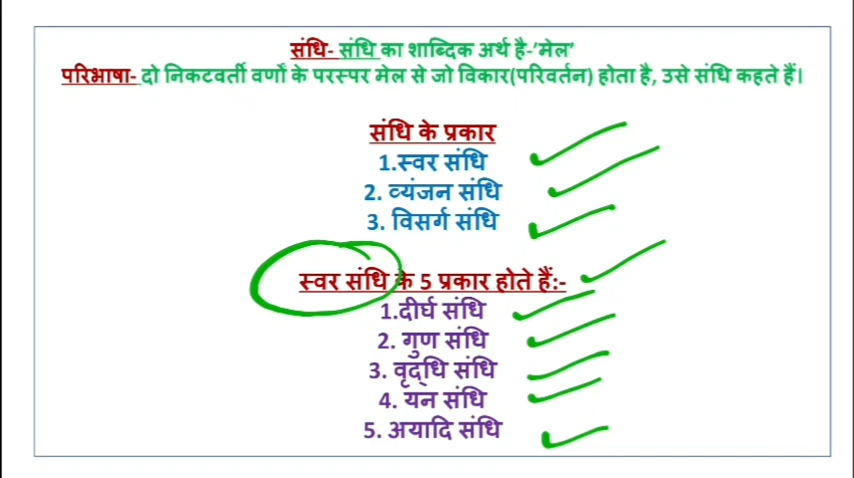 संधि- संधि का शाब्दिक अर्थ है-'मेल'
परिभाषा- दो निकटवर्ती वर्णों के परस्पर मेल से जो विकार(परिवर्तन) होता है, उसे संधि कहते हैं।
संधि के प्रकार
1.स्वर संधि
2. व्यंजन संधि
3. विसर्ग संधि
स्वर संधि के 5 प्रकार होते हैं:-
1.दीर्घ संधि
2. गुण संधि
3. वृद्धि संधि
4. यन संधि
5. अयादि संधि